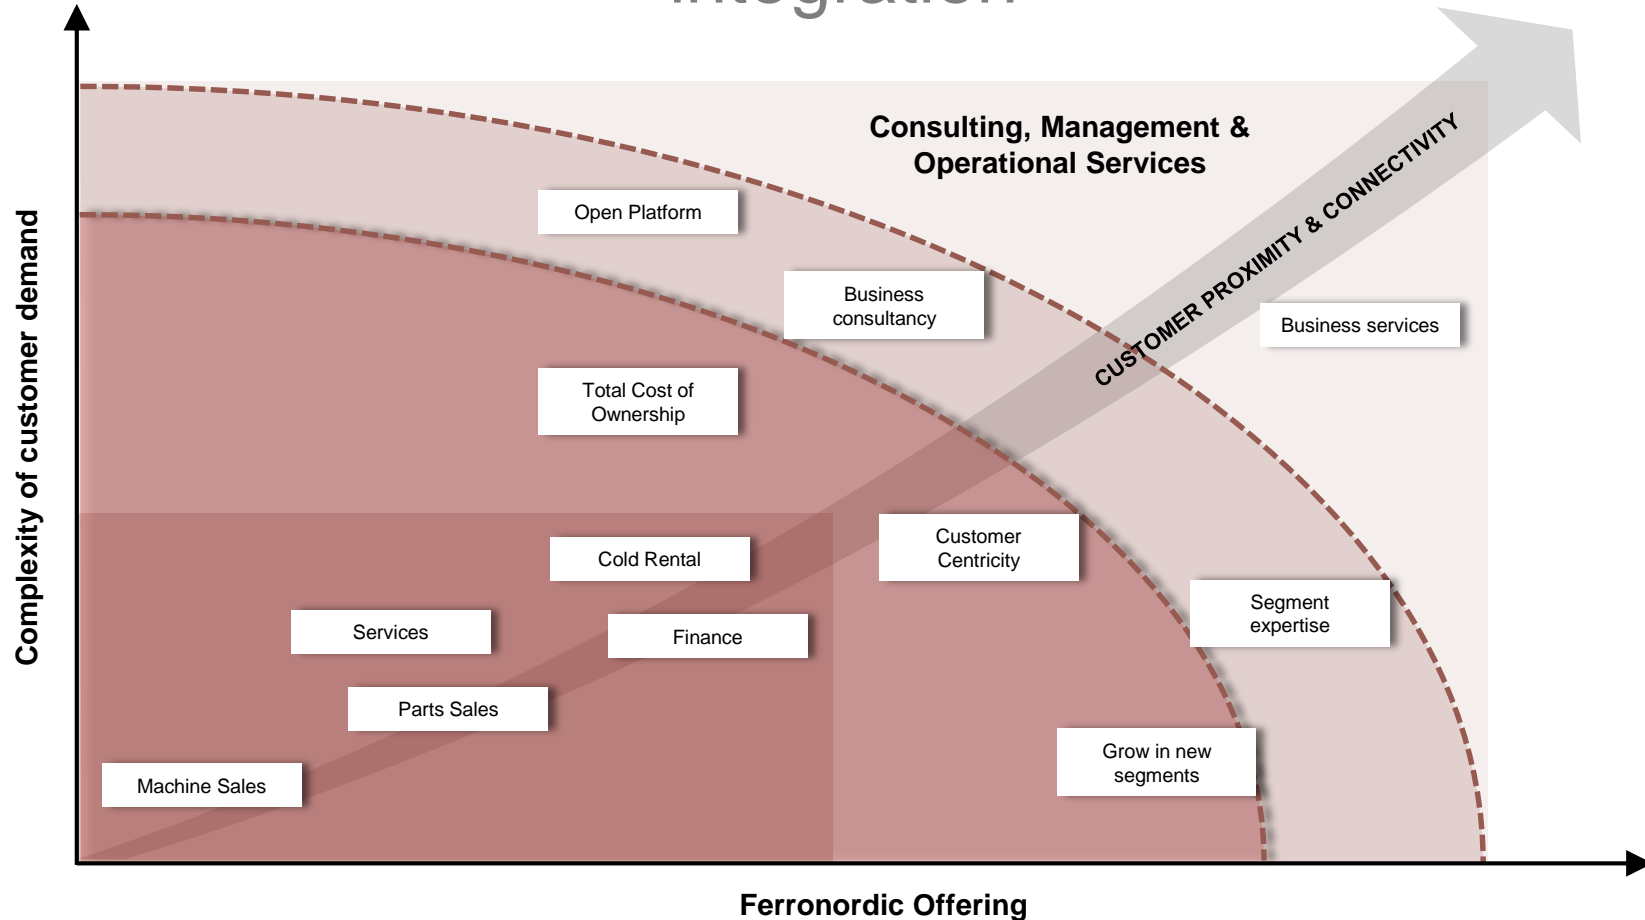 Integration
Consulting, Management &
Operational Services
CUSTOMER PROXIMITY & CONNECTIVITY
Open Platform
Business
consultancy
Business services
Total Cost of
Ownership
Complexity of customer demand
Cold Rental
Customer
Centricity
Services
Finance
Segment
expertise
Parts Sales
Grow in new
segments
Machine Sales
Ferronordic Offering